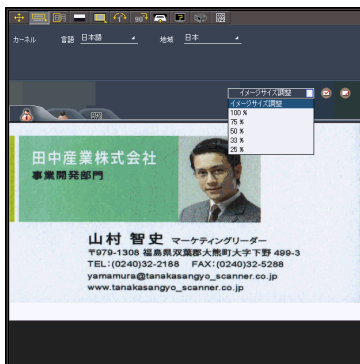 90°
カーネル 言語 日本語 地域 日本
イメージサイズ調整
イメージサイズ調整
100 %
75 %
50 %
33 %
25 %
田中産業株式会社
事業開発部門
山村 智史 マーケティングリーダー
〒979-1308 福島県双葉郡大熊町大字下野 499-3
TEL:(0240)32-2188 FAX:(0240)32-5288
yamamura@tanakasangyo_scanner.co.jp
www.tanakasangyo_scanner.co.jp